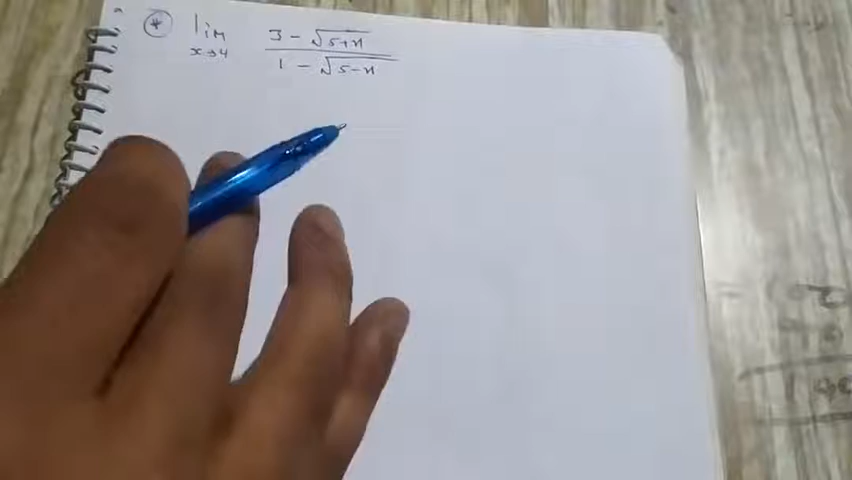 * lim x→4 (3 - √(5+x)) / (1 - √(5-x))